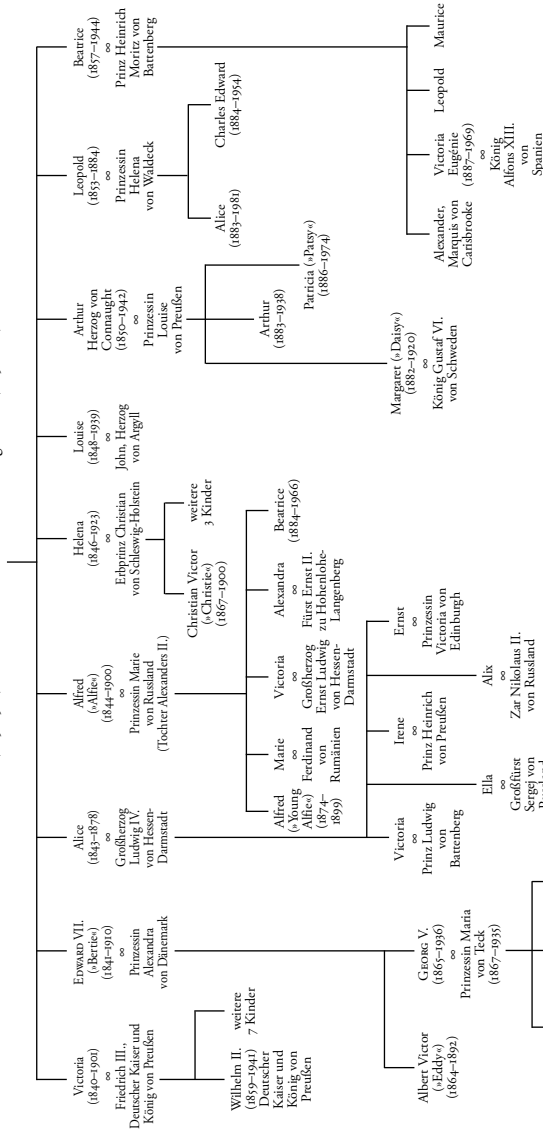 Victoria
(1840–1901)
∞
Friedrich III.,
Deutscher Kaiser und
König von Preußen
Wilhelm II.
(1859–1941)
Deutscher
Kaiser und
König von
Preußen
weitere
7 Kinder
Edward VII.
(»Bertie«)
(1841–1910)
∞
Prinzessin
Alexandra
von Dänemark
Albert Victor
(»Eddy«)
(1864–1892)
Georg V.
(1865–1936)
∞
Prinzessin Maria
von Teck
(1867–1935)
Alice
(1843–1878)
∞
Großherzog
Ludwig IV.
von Hessen-
Darmstadt
Victoria
∞
Prinz Ludwig
von
Battenberg
Ella
∞
Großfürst
Sergej von
Irene
∞
Prinz Heinrich
von Preußen
Alix
∞
Zar Nikolaus II.
von Russland
Ernst
∞
Prinzessin
Victoria von
Edinburgh
Alfred
(»Alfie«)
(1844–1900)
∞
Prinzessin Marie
von Russland
(Tochter Alexanders II.)
Alfred
(»Young
Alfie«)
(1874–
1899)
Marie
∞
Ferdinand
von
Rumänien
Victoria
∞
Großherzog
Ernst Ludwig
von Hessen-
Darmstadt
Alexandra
∞
Fürst Ernst II.
zu Hohenlohe-
Langenberg
Beatrice
(1884–1966)
Helena
(1846–1923)
∞
Erbprinz Christian
von Schleswig-Holstein
Christian Victor
(»Christie«)
(1867–1900)
weitere
3 Kinder
Louise
(1848–1939)
∞
John, Herzog
von Argyll
Arthur
Herzog von
Connaught
(1850–1942)
∞
Prinzessin
Louise
von Preußen
Margaret (»Daisy«)
(1882–1920)
∞
König Gustaf VI.
von Schweden
Arthur
(1883–1938)
Patricia (»Patsy«)
(1886–1974)
Leopold
(1853–1884)
∞
Prinzessin
Helena
von Waldeck
Alice
(1883–1981)
Charles Edward
(1884–1954)
Beatrice
(1857–1944)
∞
Prinz Heinrich
Moritz von
Battenberg
Alexander,
Marquis von
Carisbrooke
Victoria
Eugénie
(1887–1969)
∞
König
Alfons XIII.
von
Spanien
Leopold
Maurice